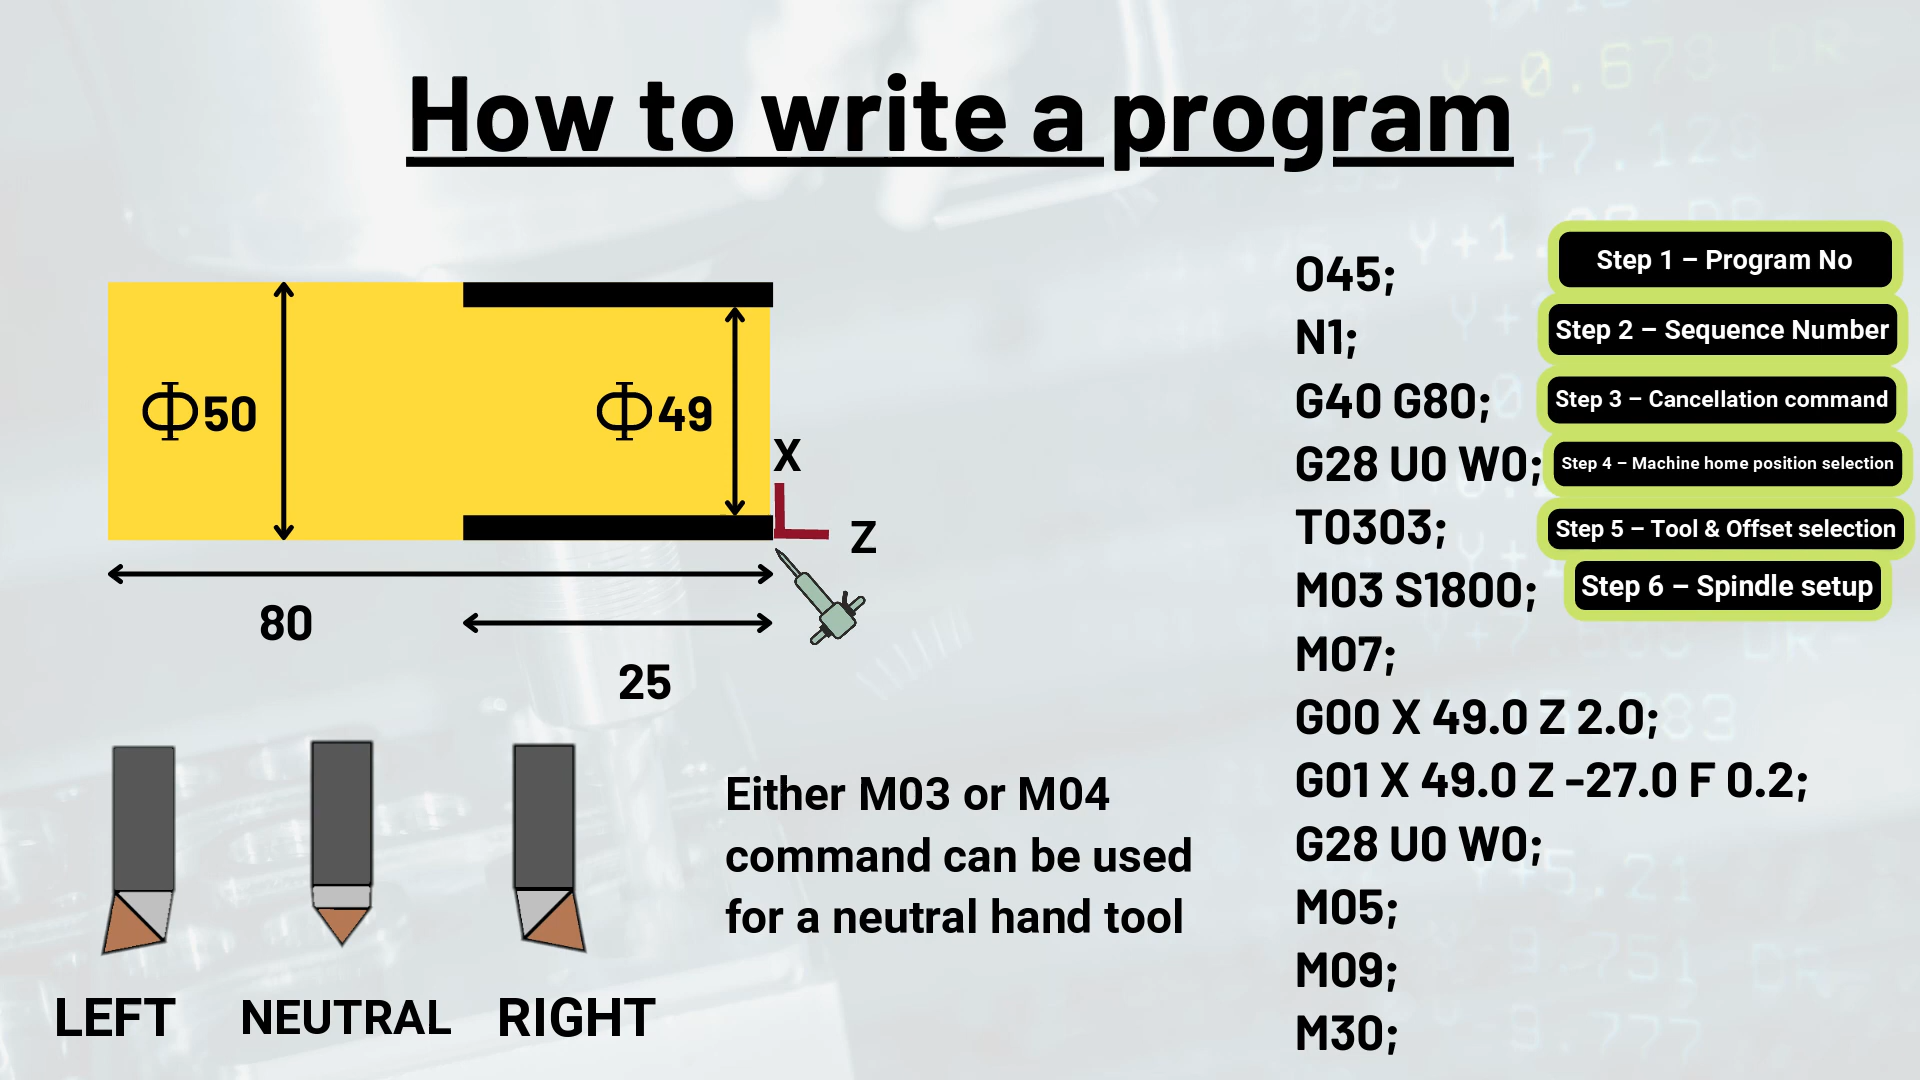 How to write a program
Φ50
Φ49
X
Z
80
25
LEFT
NEUTRAL
RIGHT
Either M03 or M04
command can be used
for a neutral hand tool
O45;
Step 1 – Program No
N1;
Step 2 – Sequence Number
G40 G80;
Step 3 – Cancellation command
G28 U0 W0;
Step 4 – Machine home position selection
T0303;
Step 5 – Tool & Offset selection
M03 S1800;
Step 6 – Spindle setup
M07;
G00 X 49.0 Z 2.0;
G01 X 49.0 Z -27.0 F 0.2;
G28 U0 W0;
M05;
M09;
M30;